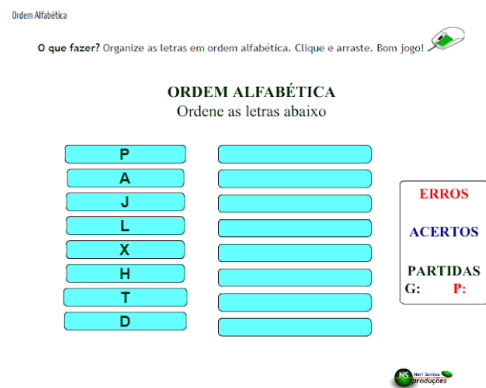 Ordem Alfabética
O que fazer? Organize as letras em ordem alfabética. Clique e arraste. Bom jogo!
ORDEM ALFABÉTICA
Ordene as letras abaixo
P
A
J
L
X
H
T
D
ERROS
ACERTOS
PARTIDAS
G: P:
NS
produções